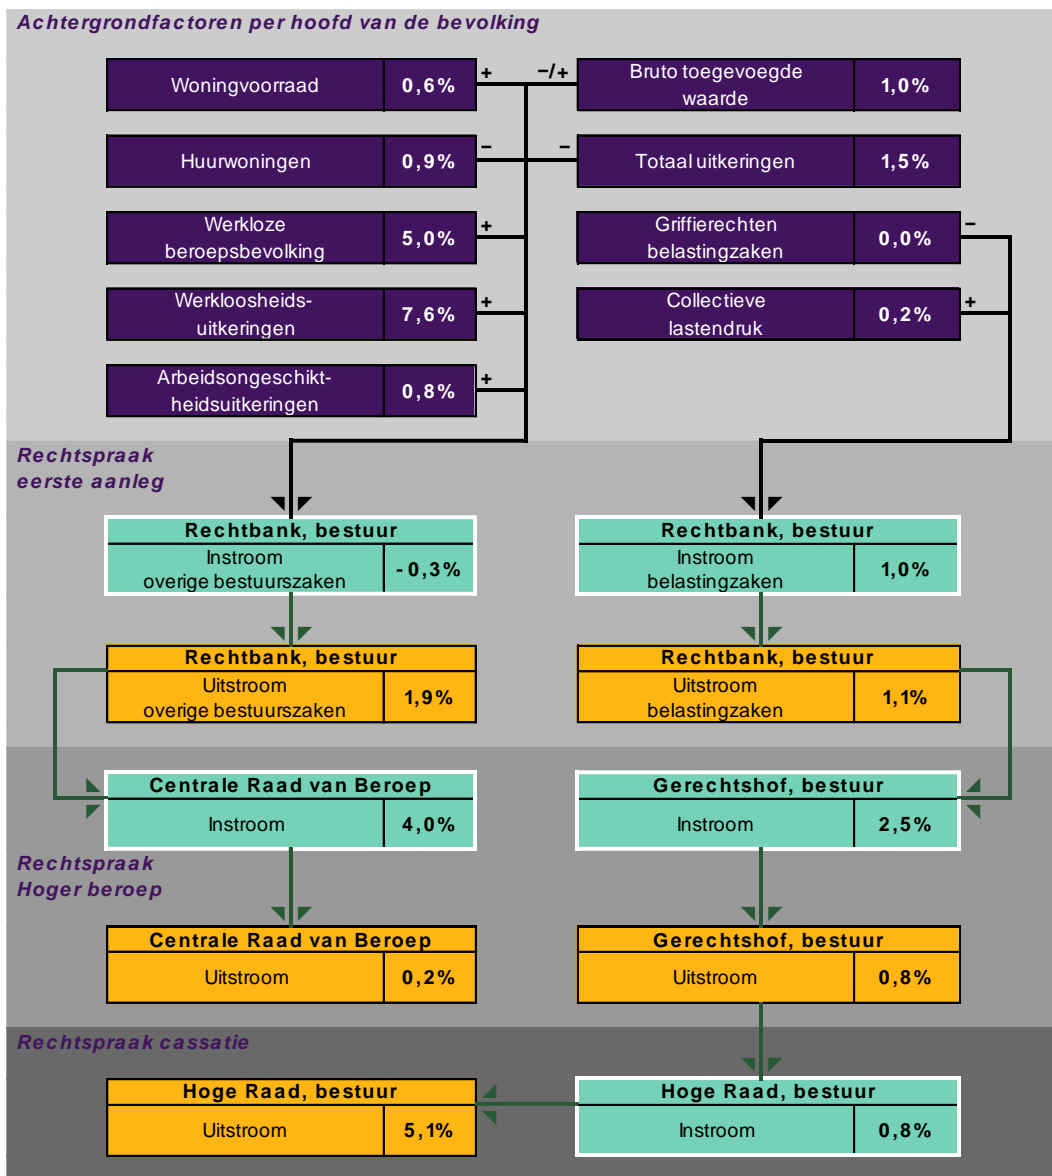 Achtergrondfactoren per hoofd van de bevolking
Woningvoorraad 0,6% +
−/+ Bruto toegevoegde
waarde 1,0%
Huurwoningen 0,9% −
− Totaal uitkeringen 1,5%
Werkloze
beroepsbevolking 5,0% +
Griffierechten
belastingzaken 0,0% −
Werkloosheids-
uitkeringen 7,6% +
Collectieve
lastendruk 0,2% +
Arbeidsongeschikt-
heidsuitkeringen 0,8% +
Rechtspraak
eerste aanleg
Rechtbank, bestuur
Instroom
overige bestuurszaken -0,3%
Rechtbank, bestuur
Instroom
belastingzaken 1,0%
Rechtbank, bestuur
Uitstroom
overige bestuurszaken 1,9%
Rechtbank, bestuur
Uitstroom
belastingzaken 1,1%
Centrale Raad van Beroep
Instroom 4,0%
Gerechtshof, bestuur
Instroom 2,5%
Rechtspraak
Hoger beroep
Centrale Raad van Beroep
Uitstroom 0,2%
Gerechtshof, bestuur
Uitstroom 0,8%
Rechtspraak cassatie
Hoge Raad, bestuur
Uitstroom 5,1%
Hoge Raad, bestuur
Instroom 0,8%